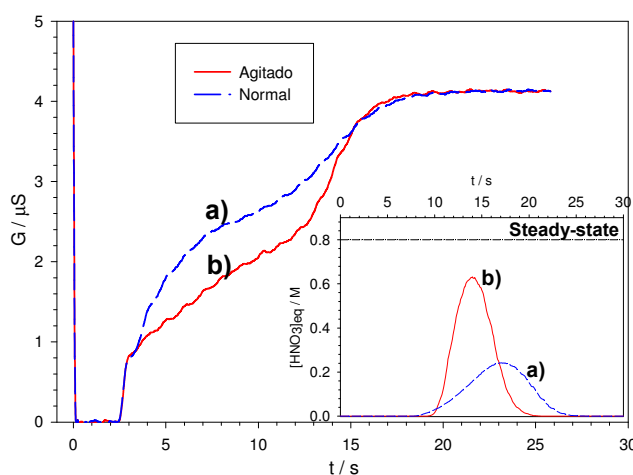 5
4
3
2
1
0
G / µS
Agitado
Normal
a)
b)
t / s
0 5 10 15 20 25 30
Steady-state
0.8
0.6
0.4
0.2
0.0
[HNO3]eq / M
b)
a)
0 5 10 15 20 25 30
t / s